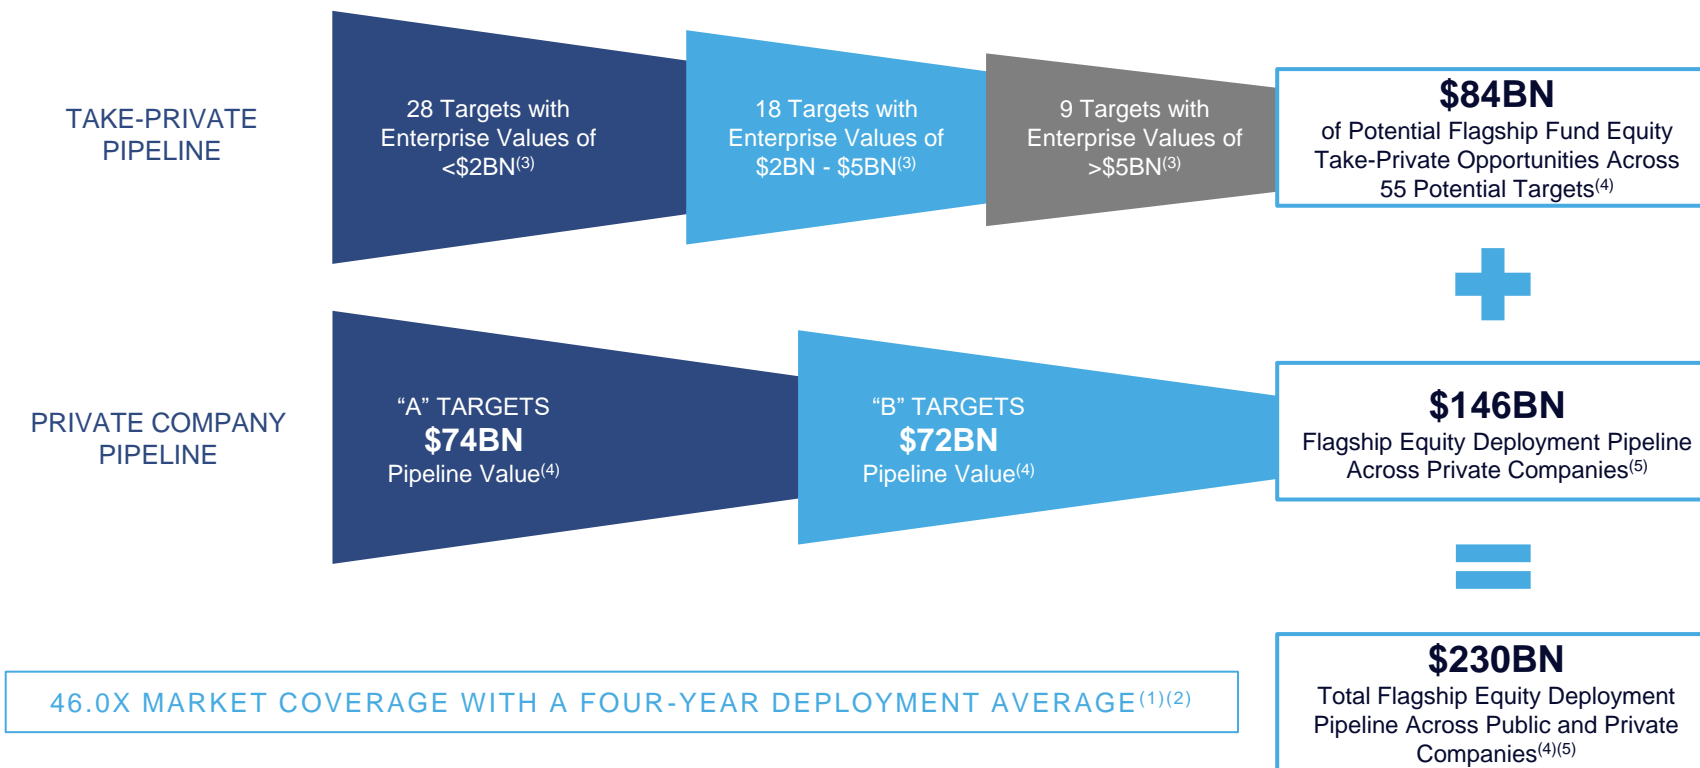 TAKE-PRIVATE
PIPELINE
28 Targets with
Enterprise Values of
<$2BN(3)
18 Targets with
Enterprise Values of
$2BN - $5BN(3)
9 Targets with
Enterprise Values of
>$5BN(3)
$84BN
of Potential Flagship Fund Equity
Take-Private Opportunities Across
55 Potential Targets(4)
PRIVATE COMPANY
PIPELINE
“A” TARGETS
$74BN
Pipeline Value(4)
“B” TARGETS
$72BN
Pipeline Value(4)
$146BN
Flagship Equity Deployment Pipeline
Across Private Companies(5)
46.0X MARKET COVERAGE WITH A FOUR-YEAR DEPLOYMENT AVERAGE(1)(2)
$230BN
Total Flagship Equity Deployment
Pipeline Across Public and Private
Companies(4)(5)